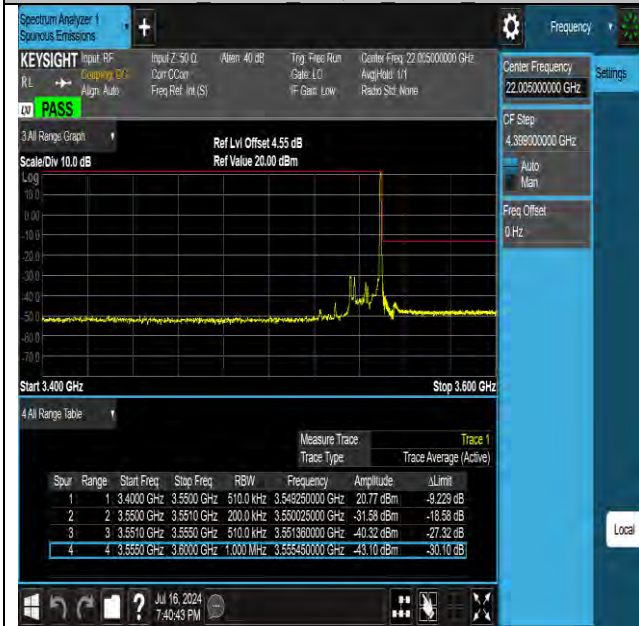 Spectrum Analyzer 1
Spurious Emissions
+
Frequency
KEYSIGHT Input: RF Input Z: 50 Ω Atten: 40 dB Trig: Free Run Center Freq: 22.005000000 GHz
RL Coupling: DC Corr CCorr Gate: LO Avg|Hold: 1/1
Align: Auto Freq Ref: Int (S) IF Gain: Low Radio Std: None
LXI PASS
Center Frequency
22.005000000 GHz
Settings
CF Step
4.399000000 GHz
Auto
Man
Freq Offset
0 Hz
3 All Range Graph
Ref Lvl Offset 4.55 dB
Scale/Div 10.0 dB Ref Value 20.00 dBm
Log
10.0
0.00
-10.0
-20.0
-30.0
-40.0
-50.0
-60.0
-70.0
Start 3.400 GHz Stop 3.600 GHz
4 All Range Table
Measure Trace Trace 1
Trace Type Trace Average (Active)
Spur Range Start Freq Stop Freq RBW Frequency Amplitude ΔLimit
1 1 3.4000 GHz 3.5500 GHz 510.0 kHz 3.549250000 GHz 20.77 dBm -9.229 dB
2 2 3.5500 GHz 3.5510 GHz 200.0 kHz 3.550025000 GHz -31.58 dBm -18.58 dB
3 3 3.5510 GHz 3.5550 GHz 510.0 kHz 3.551360000 GHz -40.32 dBm -27.32 dB
4 4 3.5550 GHz 3.6000 GHz 1.000 MHz 3.555450000 GHz -43.10 dBm -30.10 dB
Local
?
Jul 16, 2024
7:40:43 PM